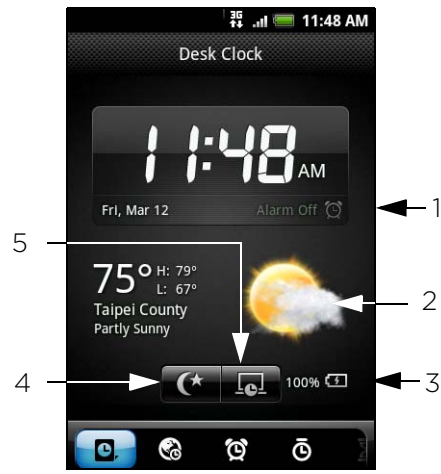 3G 11:48 AM
Desk Clock
11:48 AM
Fri, Mar 12 Alarm Off
1
5
75° H: 79°
L: 67°
Taipei County
Partly Sunny
2
4
100%
3